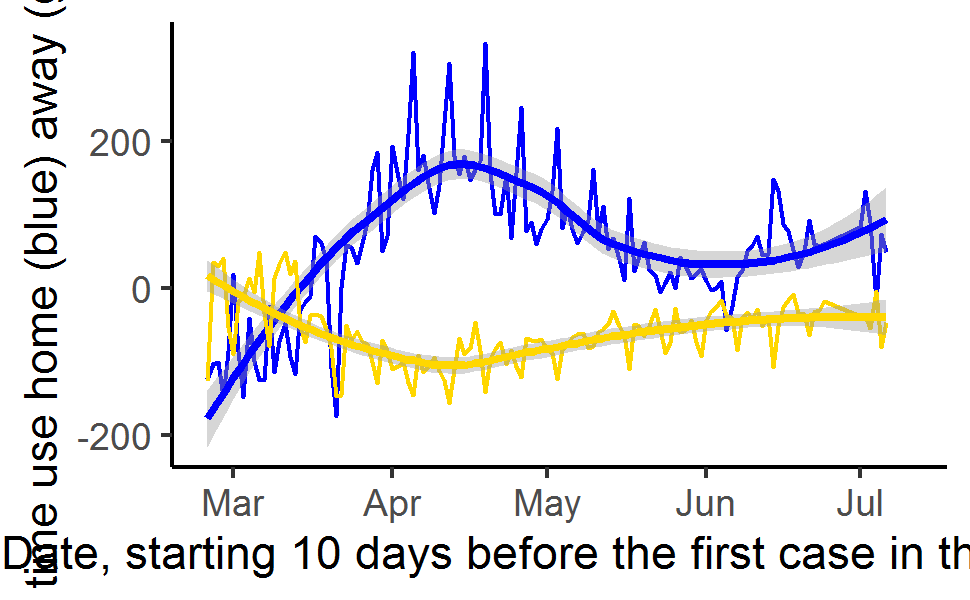 time use home (blue) away (
200
0
-200
Mar Apr May Jun Jul
Date, starting 10 days before the first case in